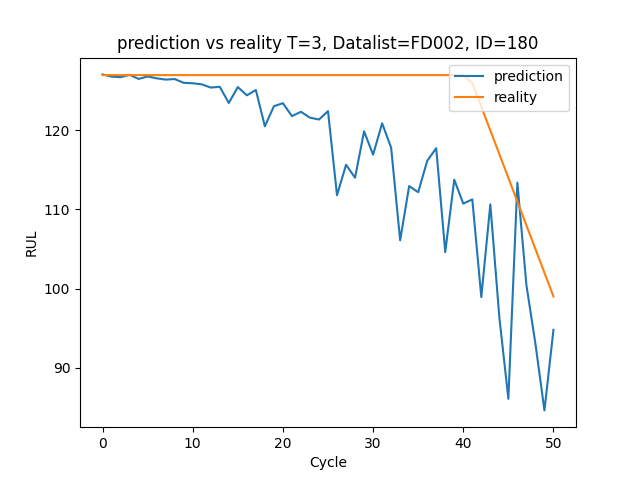 prediction vs reality T=3, Datalist=FD002, ID=180
prediction
reality
120
110
100
90
RUL
0
10
20
30
40
50
Cycle